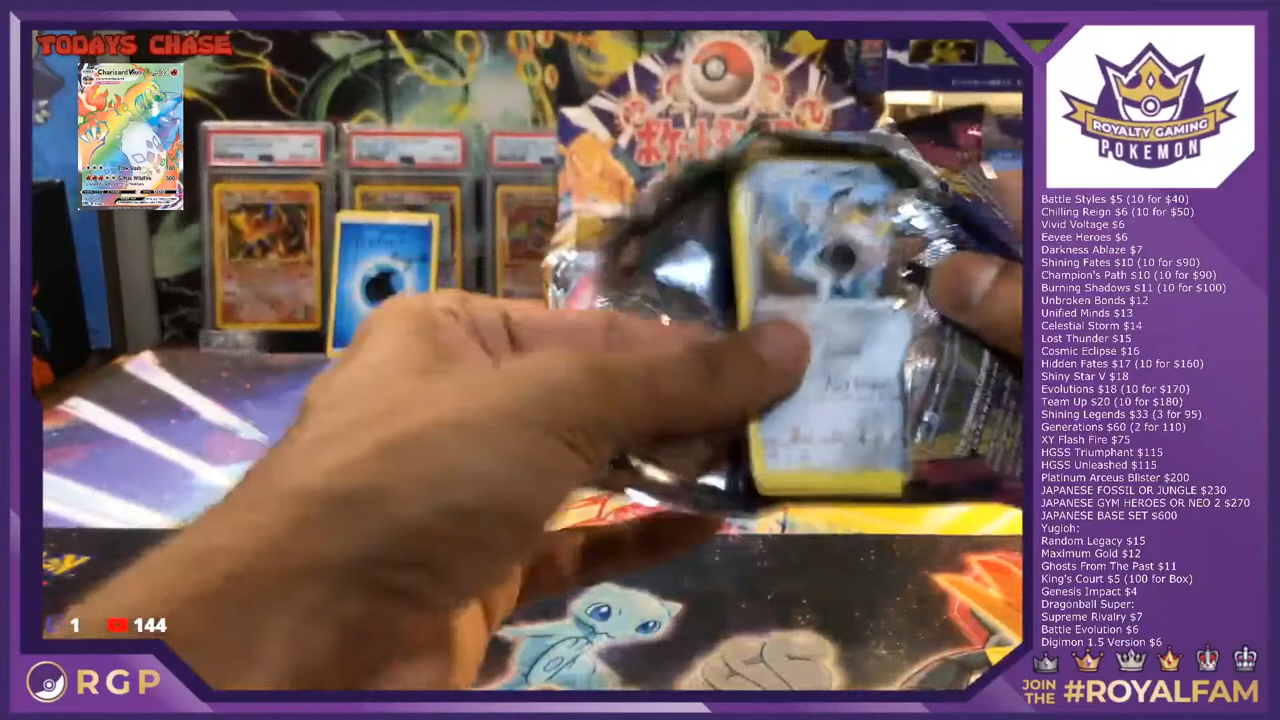 TODAYS CHASE
Charizard
ROYALTY GAMING
POKEMON
Battle Styles $5 (10 for $40)
Chilling Reign $6 (10 for $50)
Vivid Voltage $6
Eevee Heroes $6
Darkness Ablaze $7
Shining Fates $10 (10 for $90)
Champion's Path $10 (10 for $90)
Burning Shadows $11 (10 for $100)
Unbroken Bonds $12
Unified Minds $13
Celestial Storm $14
Lost Thunder $15
Cosmic Eclipse $16
Hidden Fates $17 (10 for $160)
Shiny Star V $18
Evolutions $18 (10 for $170)
Team Up $20 (10 for $180)
Shining Legends $33 (3 for 95)
Generations $60 (2 for 110)
XY Flash Fire $75
HGSS Triumphant $115
HGSS Unleashed $115
Platinum Arceus Blister $200
JAPANESE FOSSIL OR JUNGLE $230
JAPANESE GYM HEROES OR NEO 2 $270
JAPANESE BASE SET $600
Yugioh:
Random Legacy $15
Maximum Gold $12
Ghosts From The Past $11
King's Court $5 (100 for Box)
Genesis Impact $4
Dragonball Super:
Supreme Rivalry $7
Battle Evolution $6
Digimon 1.5 Version $6
1 144
RGP
JOIN THE #ROYALFAM